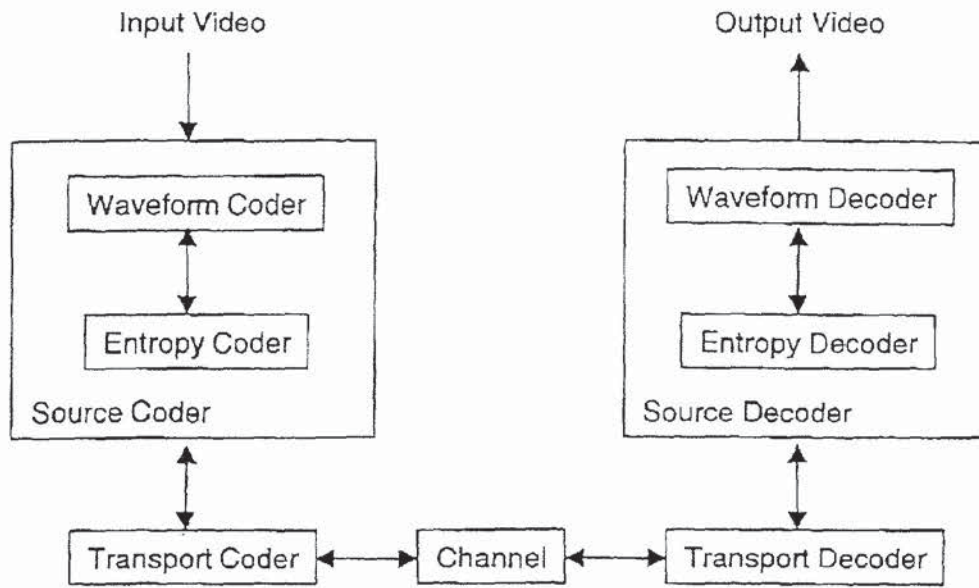 Input Video
Output Video
Waveform Coder
Waveform Decoder
Entropy Coder
Entropy Decoder
Source Coder
Source Decoder
Transport Coder
Channel
Transport Decoder